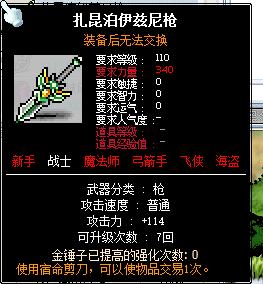 扎昆泊伊兹尼枪
装备后无法交换
要求等级: 110
要求力量: 340
要求敏捷: 0
要求智力: 0
要求运气: 0
要求人气度: -
道具等级: -
道具经验值: -
新手 战士 魔法师 弓箭手 飞侠 海盗
武器分类 : 枪
攻击速度 : 普通
攻击力 : +114
可升级次数 : 7回
金锤子已提高的强化次数: 0
使用宿命剪刀，可以使物品交易1次。